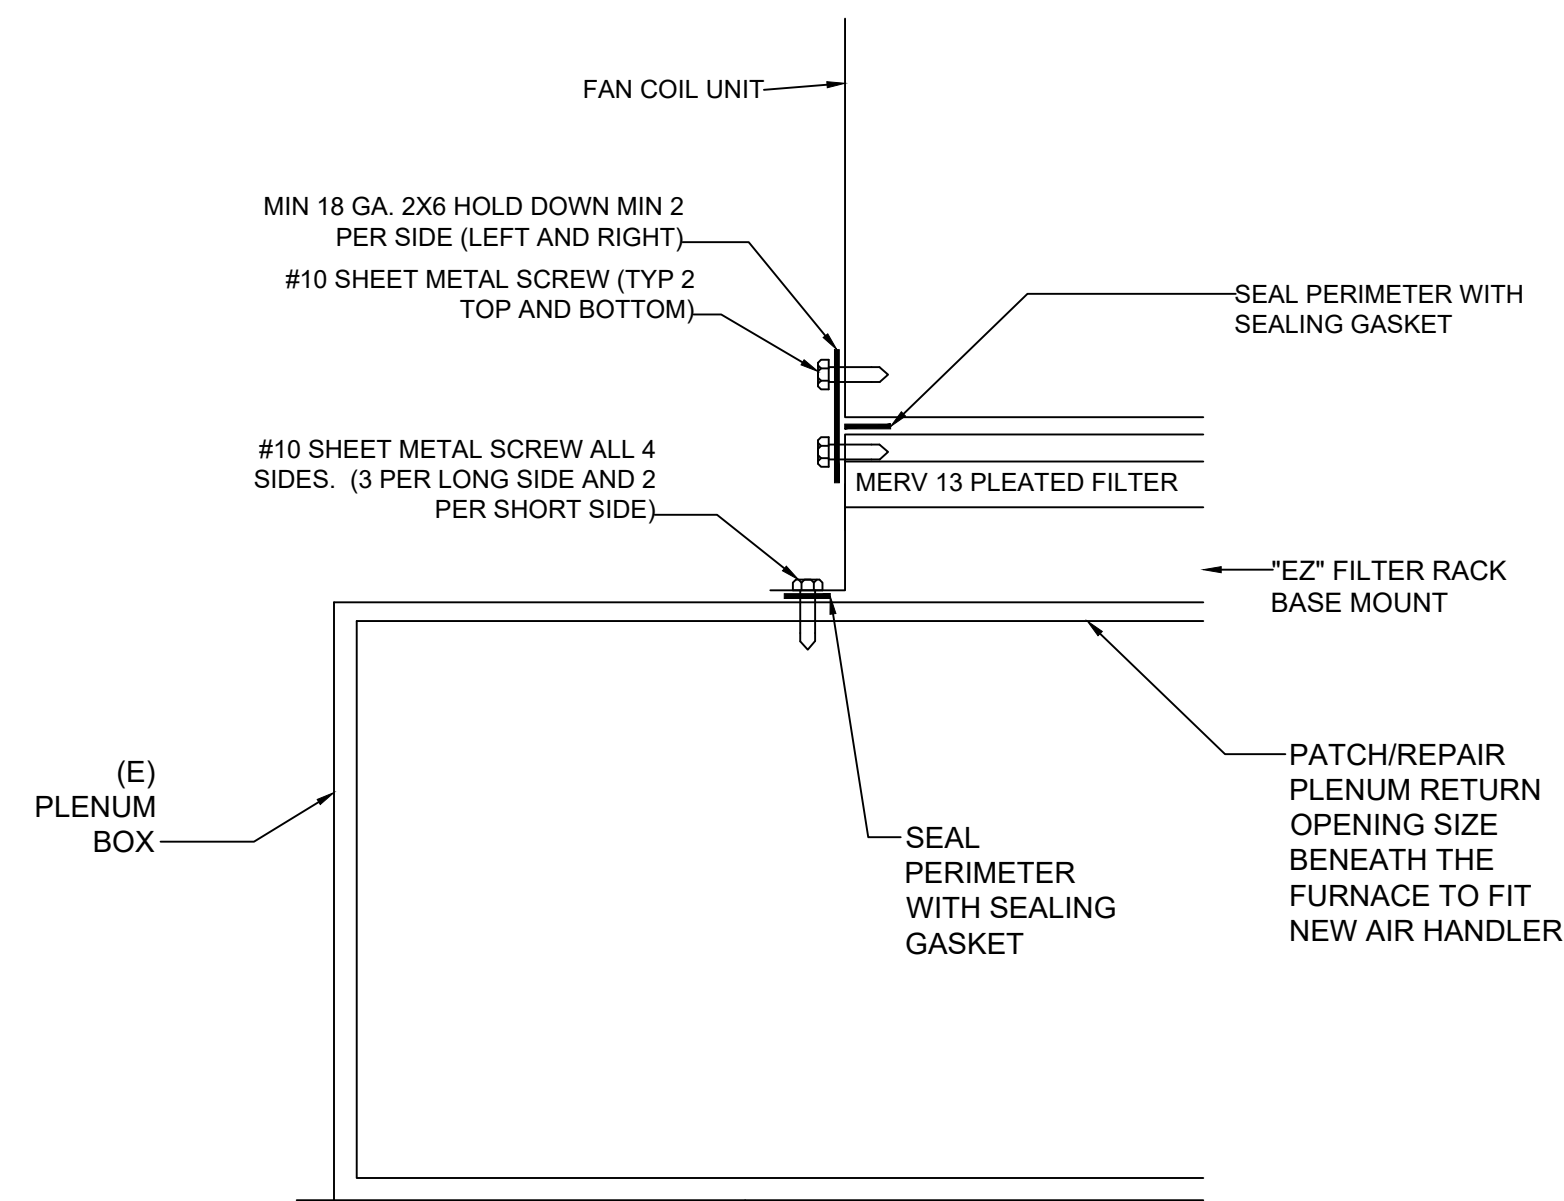 FAN COIL UNIT
MIN 18 GA. 2X6 HOLD DOWN MIN 2
PER SIDE (LEFT AND RIGHT)
#10 SHEET METAL SCREW (TYP 2
TOP AND BOTTOM)
SEAL PERIMETER WITH
SEALING GASKET
#10 SHEET METAL SCREW ALL 4
SIDES. (3 PER LONG SIDE AND 2
PER SHORT SIDE)
MERV 13 PLEATED FILTER
"EZ" FILTER RACK
BASE MOUNT
(E)
PLENUM
BOX
SEAL
PERIMETER
WITH SEALING
GASKET
PATCH/REPAIR
PLENUM RETURN
OPENING SIZE
BENEATH THE
FURNACE TO FIT
NEW AIR HANDLER